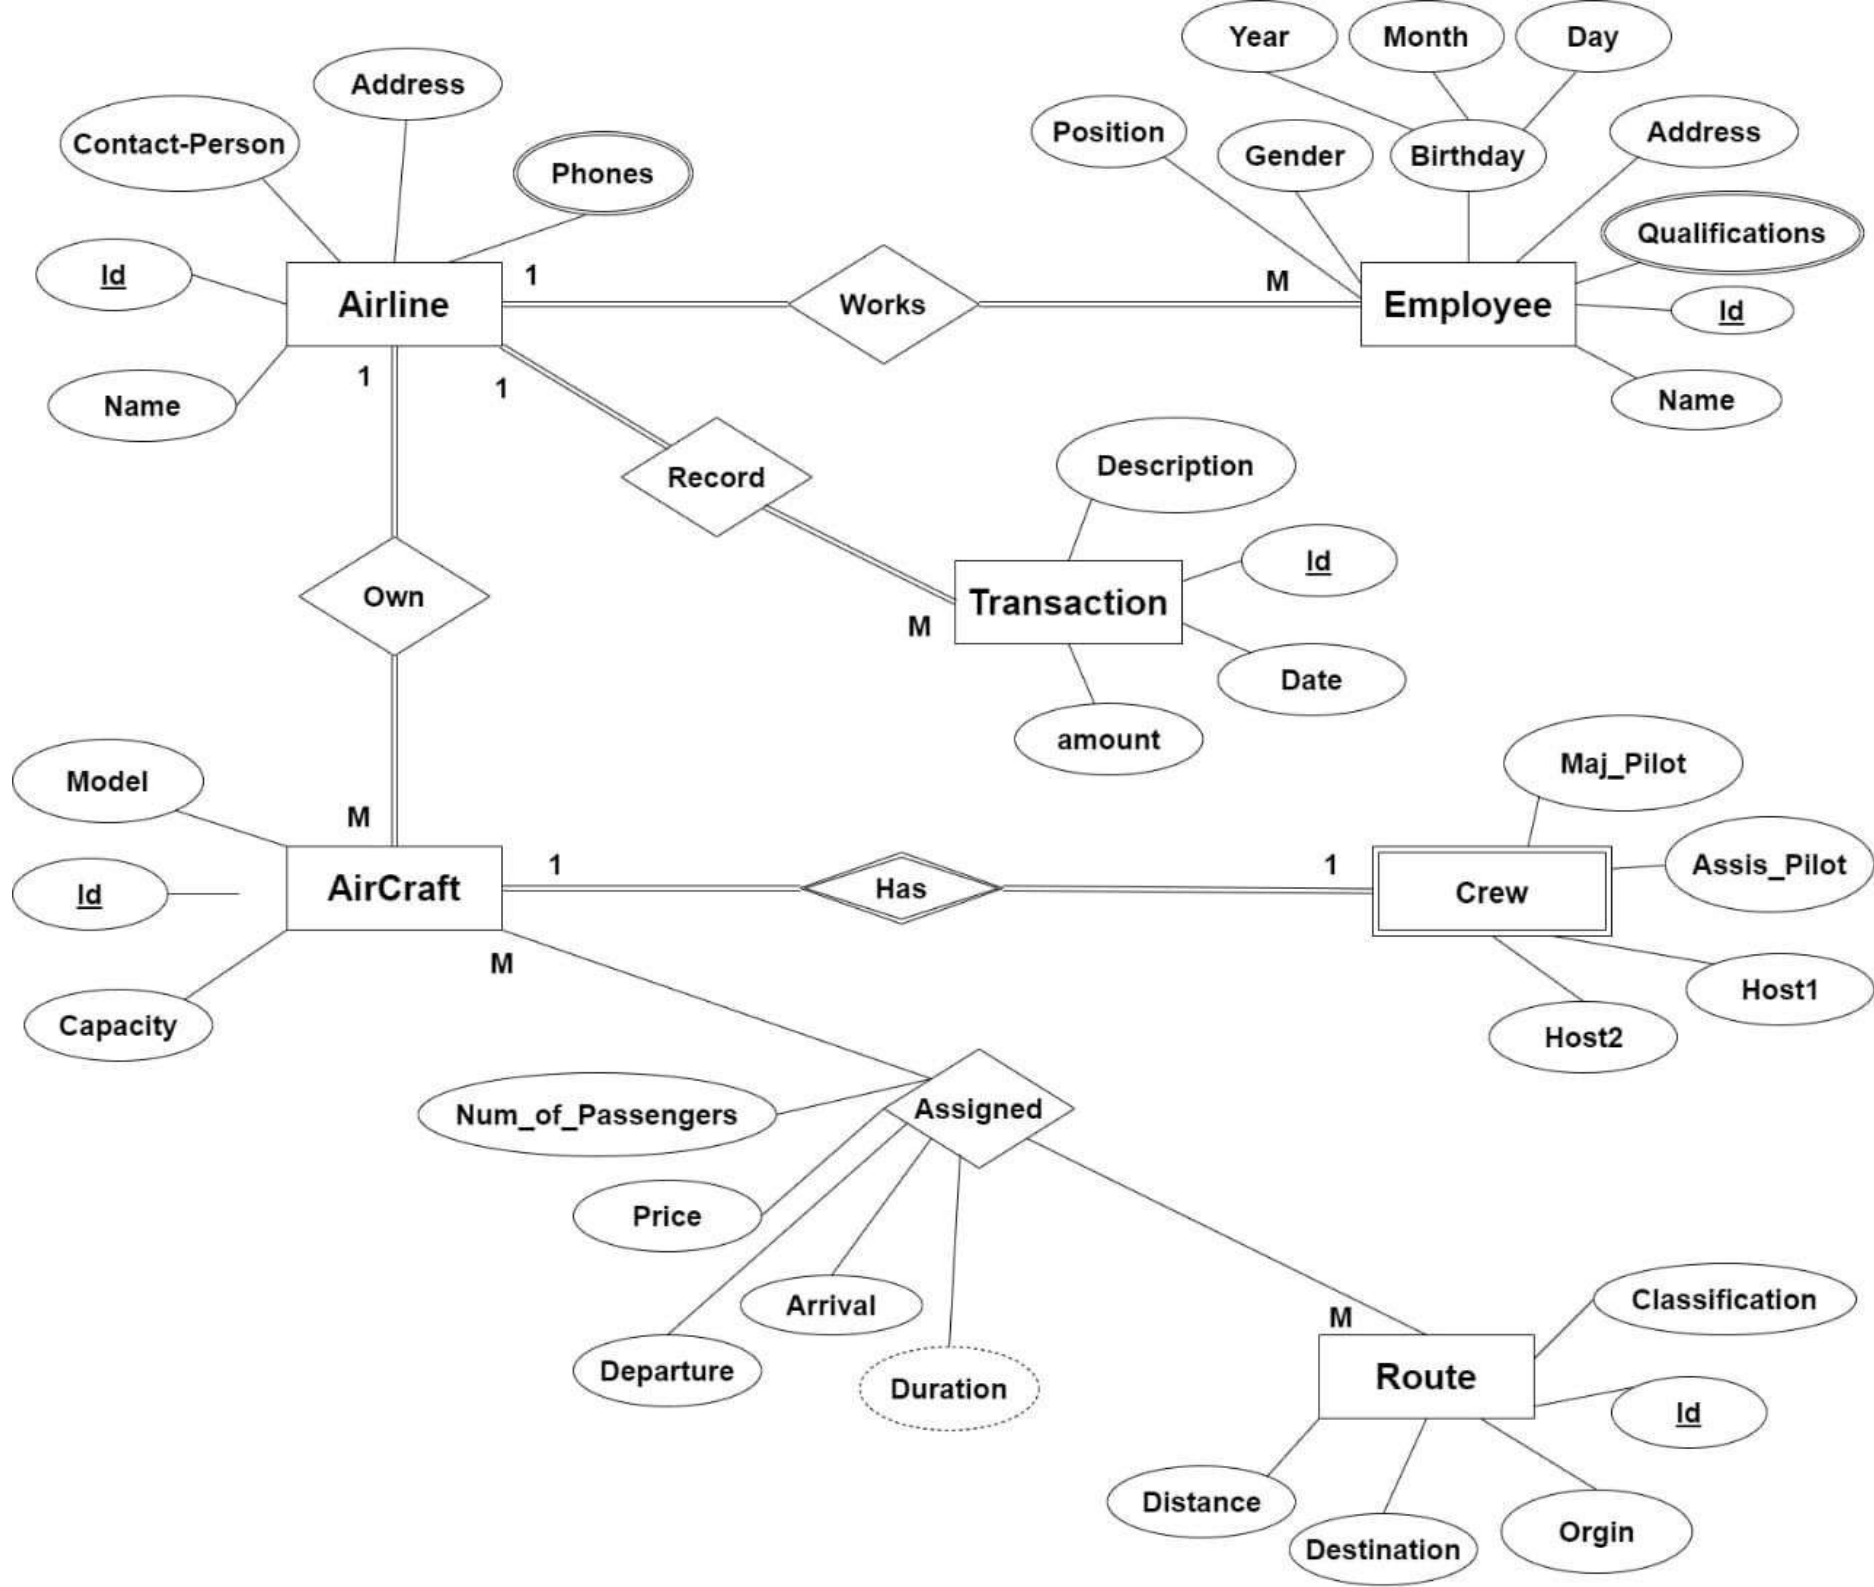 Year
Month
Day
Address
Contact-Person
Position
Gender
Birthday
Address
Phones
Qualifications
Id
1
M
Airline
Works
Employee
Id
Name
1
1
Name
Record
Description
Own
Id
Transaction
M
Date
amount
Model
M
Maj_Pilot
Id
AirCraft
1
Has
1
Crew
Assis_Pilot
M
Capacity
Host1
Host2
Num_of_Passengers
Assigned
Price
Arrival
M
Classification
Departure
Duration
Route
Id
Distance
Destination
Orgin